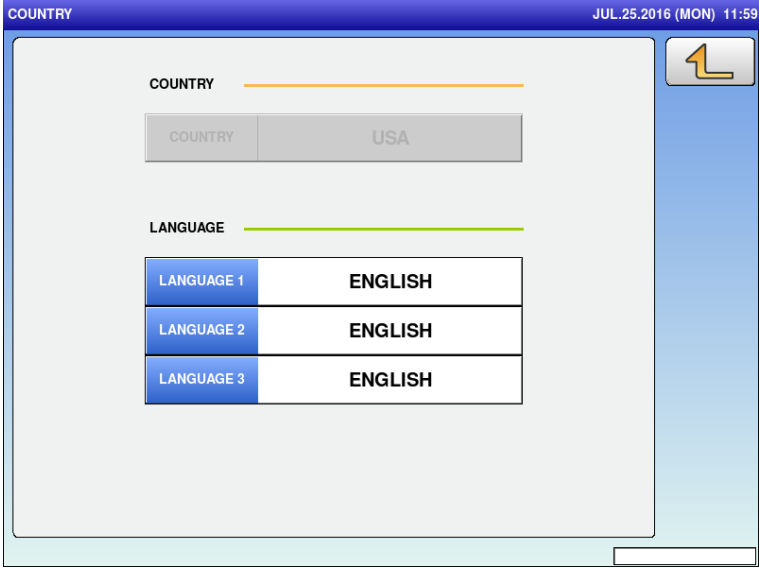 COUNTRY JUL.25.2016 (MON) 11:59
COUNTRY
COUNTRY USA
LANGUAGE
LANGUAGE 1 ENGLISH
LANGUAGE 2 ENGLISH
LANGUAGE 3 ENGLISH